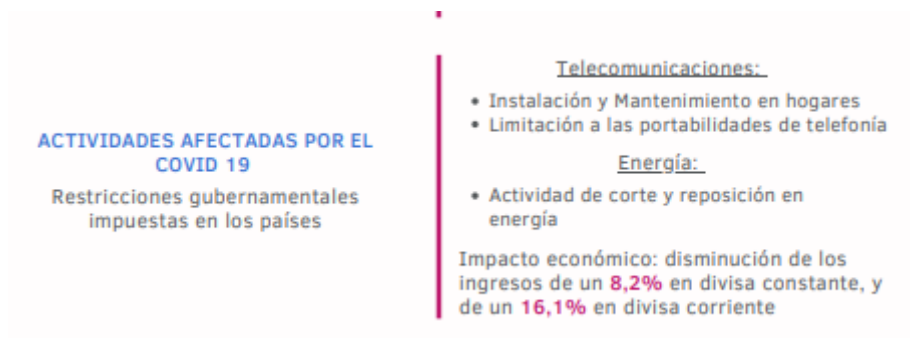 ACTIVIDADES AFECTADAS POR EL
COVID 19
Restricciones gubernamentales
impuestas en los países
Telecomunicaciones:
• Instalación y Mantenimiento en hogares
• Limitación a las portabilidades de telefonía
Energía:
• Actividad de corte y reposición en
energía
Impacto económico: disminución de los
ingresos de un 8,2% en divisa constante, y
de un 16,1% en divisa corriente